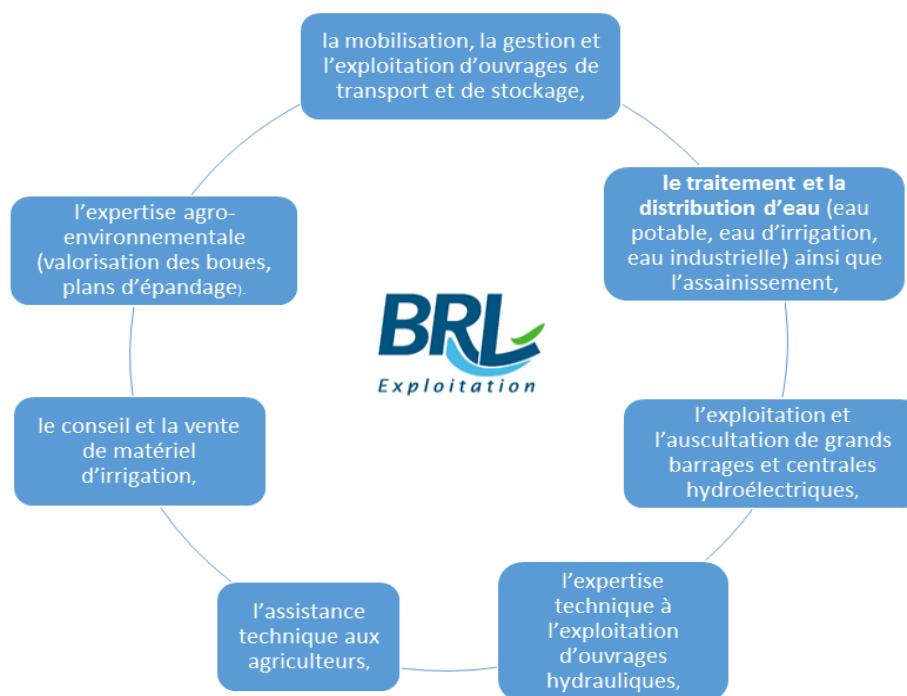 la mobilisation, la gestion et
l’exploitation d’ouvrages de
transport et de stockage,
le traitement et la
distribution d’eau (eau
potable, eau d’irrigation,
eau industrielle) ainsi que
l’assainissement,
l’exploitation et
l’auscultation de grands
barrages et centrales
hydroélectriques,
l’expertise
technique à
l’exploitation
d’ouvrages
hydrauliques,
l’assistance
technique aux
agriculteurs,
le conseil et la vente
de matériel
d’irrigation,
l’expertise agro-
environnementale
(valorisation des boues,
plans d’épandage).
BRL
Exploitation